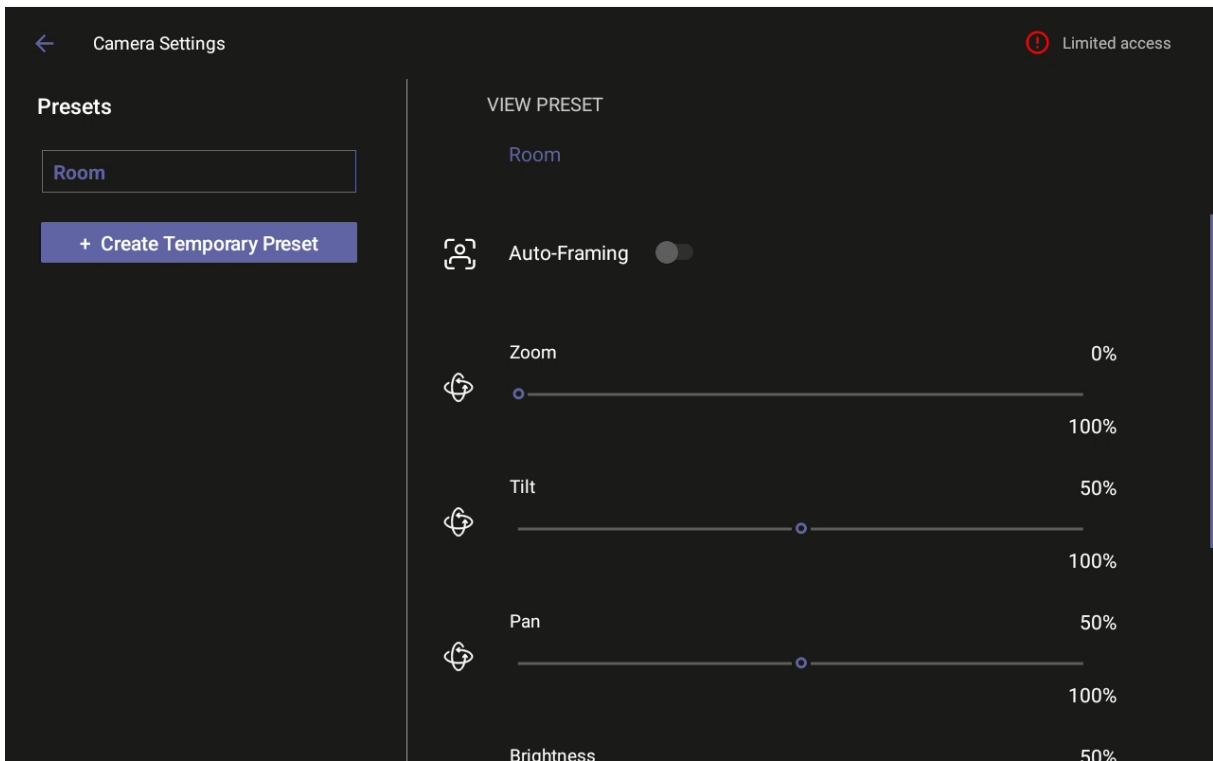 Camera Settings
Limited access
Presets
Room
+ Create Temporary Preset
VIEW PRESET
Room
Auto-Framing
Zoom 0%
100%
Tilt 50%
100%
Pan 50%
100%
Brightness 50%